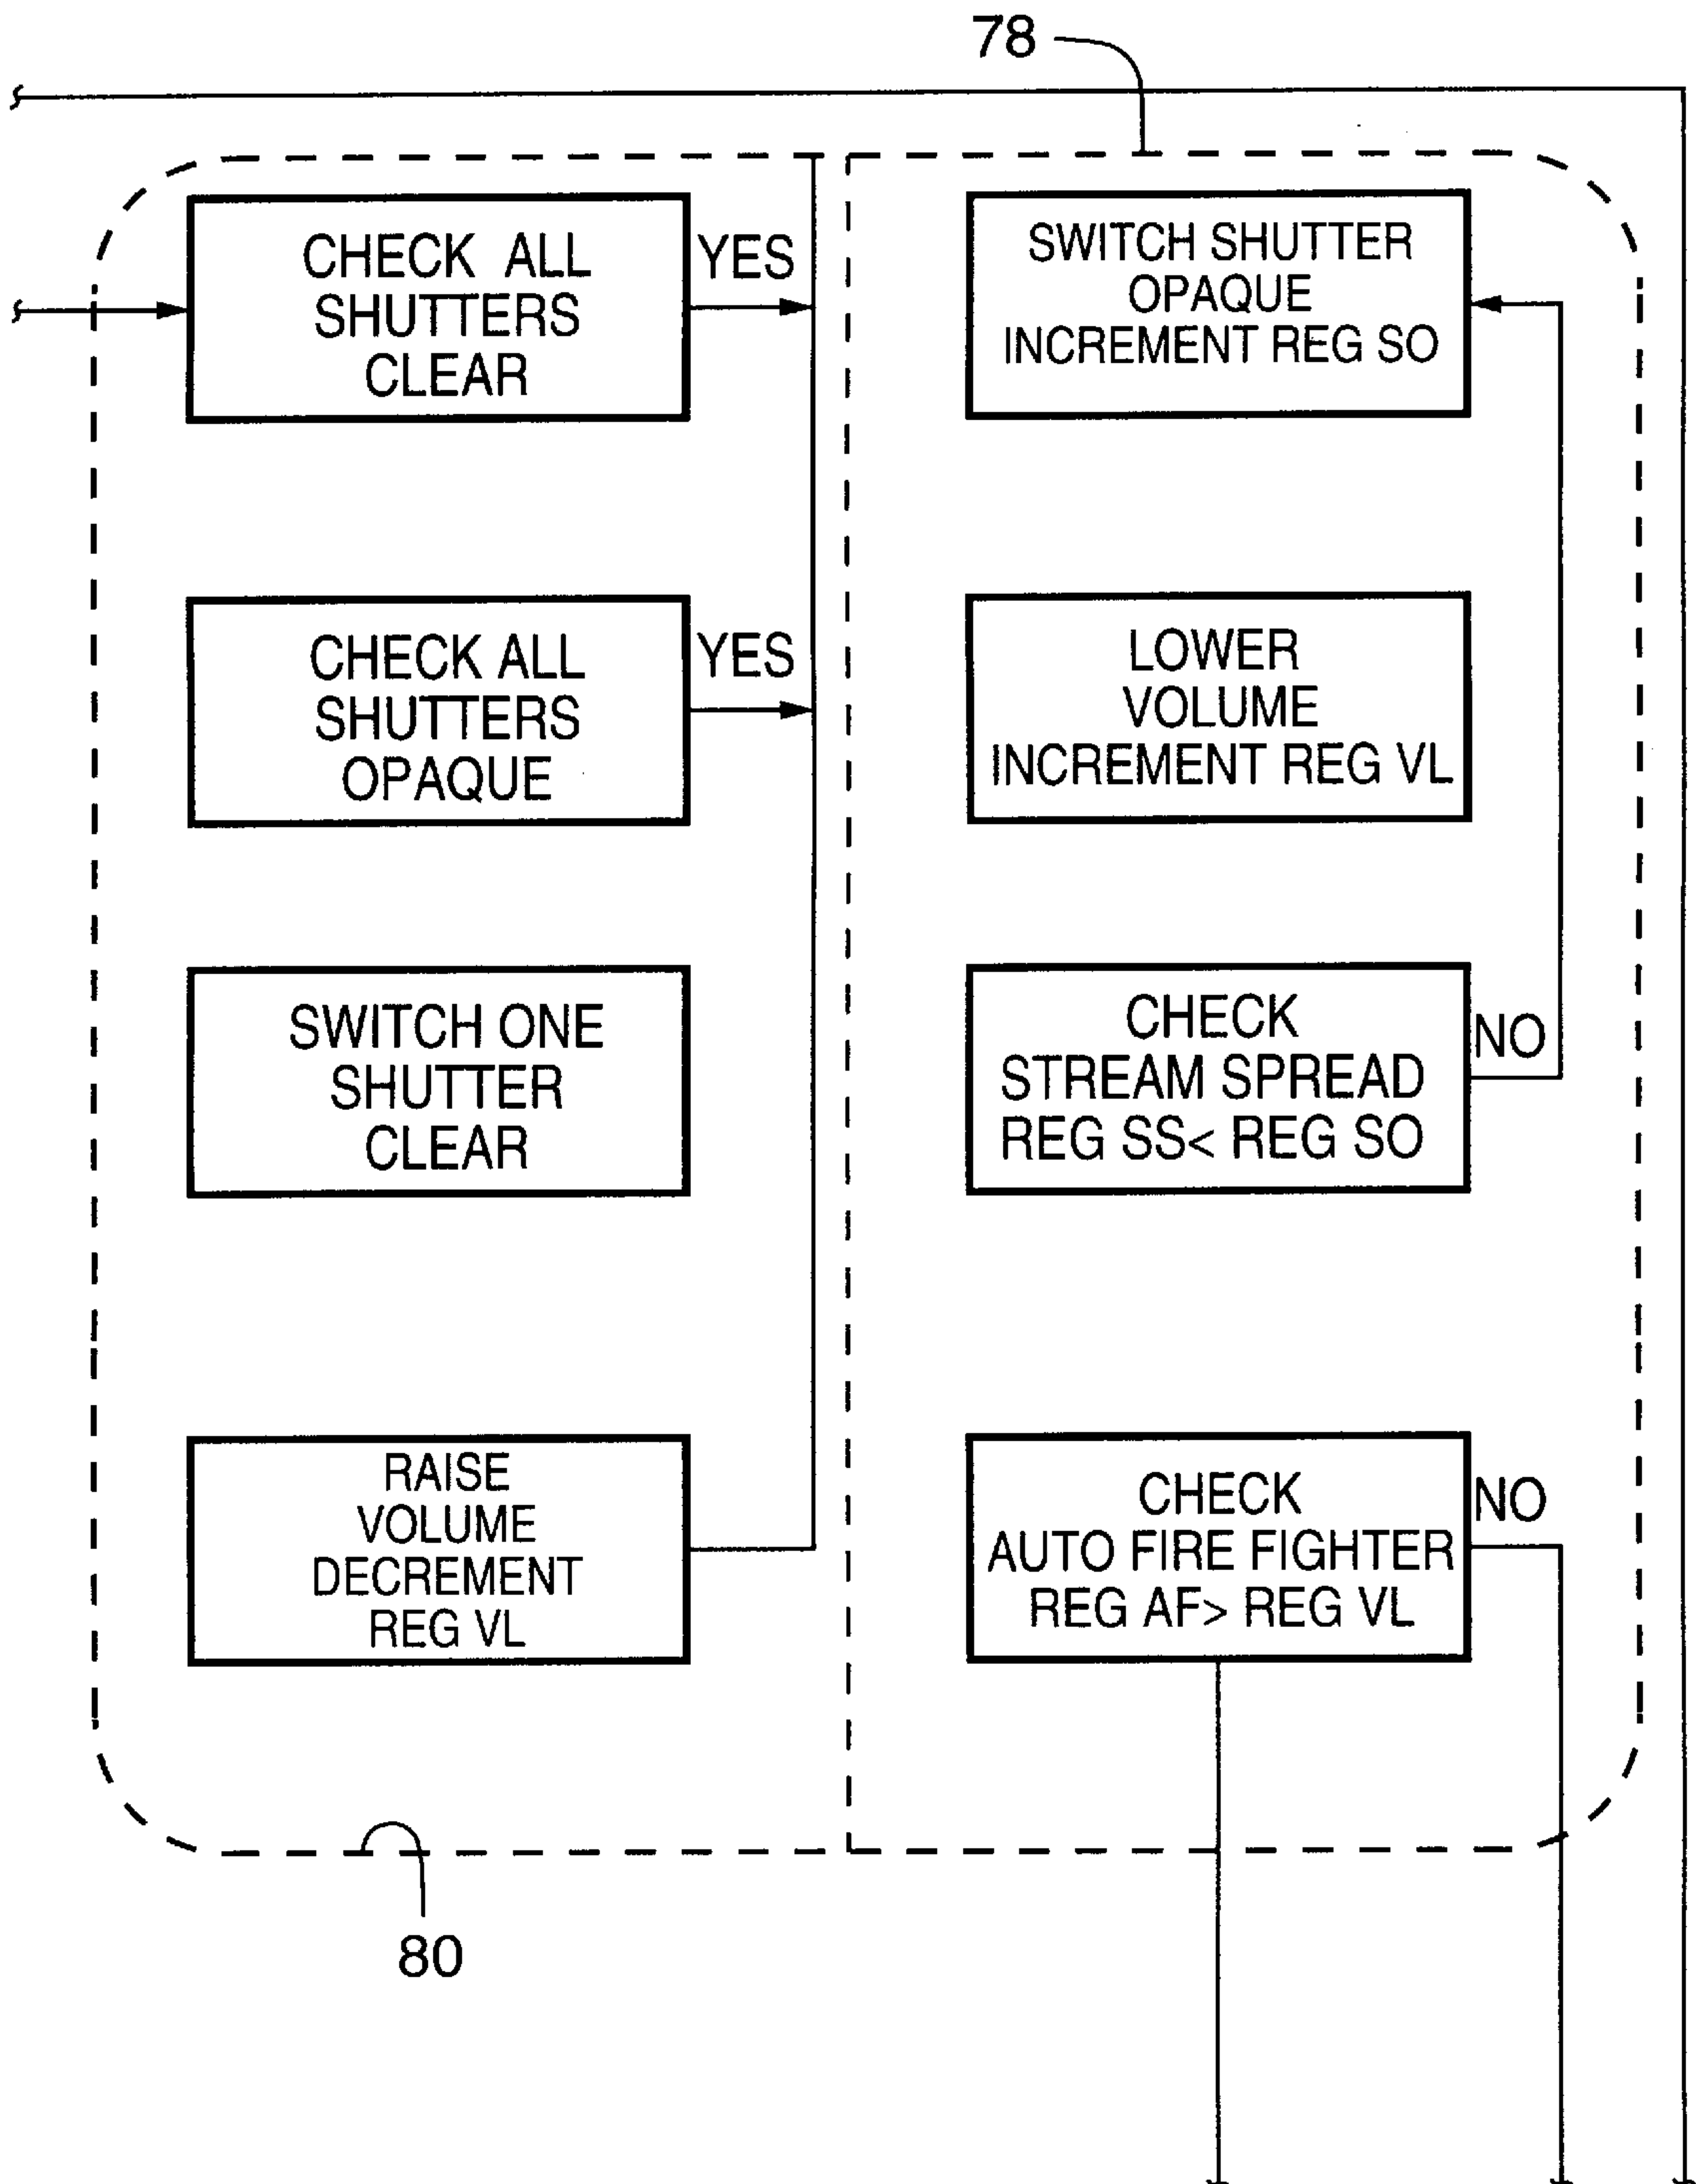 78
CHECK ALL
SHUTTERS
CLEAR
YES
CHECK ALL
SHUTTERS
OPAQUE
YES
SWITCH ONE
SHUTTER
CLEAR
RAISE
VOLUME
DECREMENT
REG VL
SWITCH SHUTTER
OPAQUE
INCREMENT REG SO
LOWER
VOLUME
INCREMENT REG VL
CHECK
STREAM SPREAD
REG SS< REG SO
NO
CHECK
AUTO FIRE FIGHTER
REG AF> REG VL
NO
80